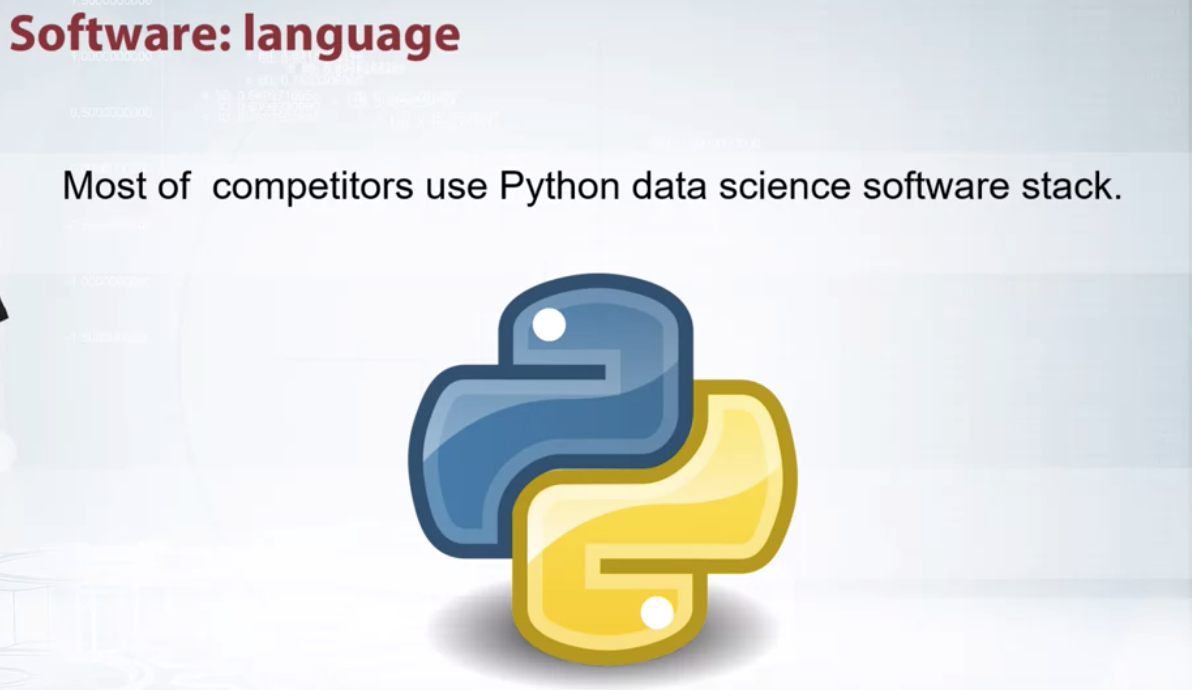 Software: language
Most of  competitors use Python data science software stack.